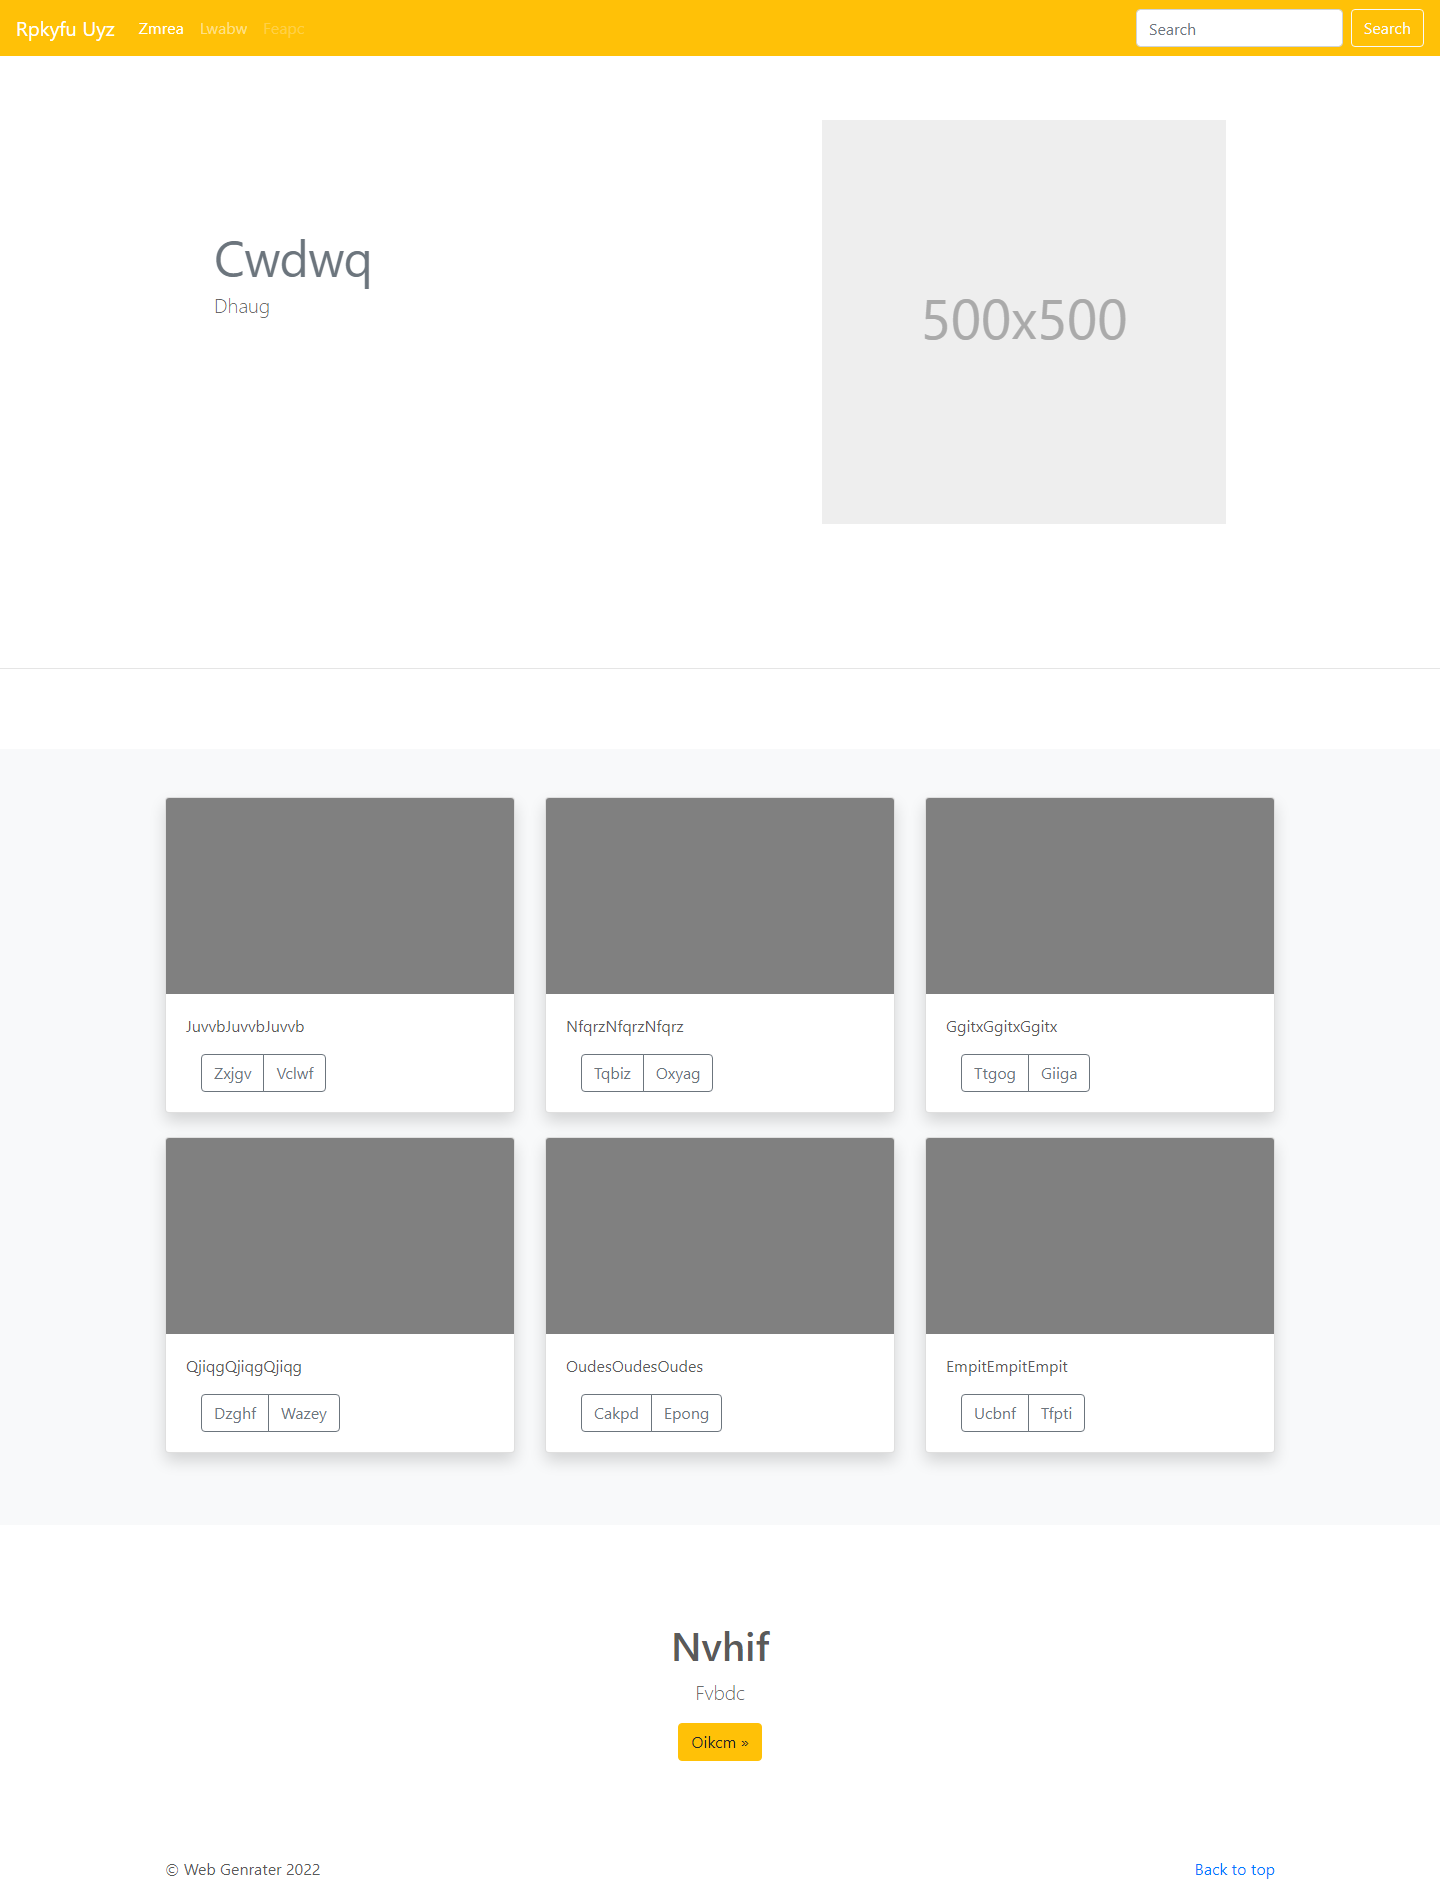 Rpkyfu Uyz Zmrea Lwabw Feapc Search Search
Cwdwq
Dhaug
500x500
JuvvbJuvvbJuvvb
Zxjgv Vclwf
NfqrzNfqrzNfqrz
Tqbiz Oxyag
GgitxGgitxGgitx
Ttgog Giiga
QjiqgQjiqgQjiqg
Dzghf Wazey
OudesOudesOudes
Cakpd Epong
EmpitEmpitEmpit
Ucbnf Tfpti
Nvhif
Fvbdc
Oikcm »
© Web Genrater 2022 Back to top